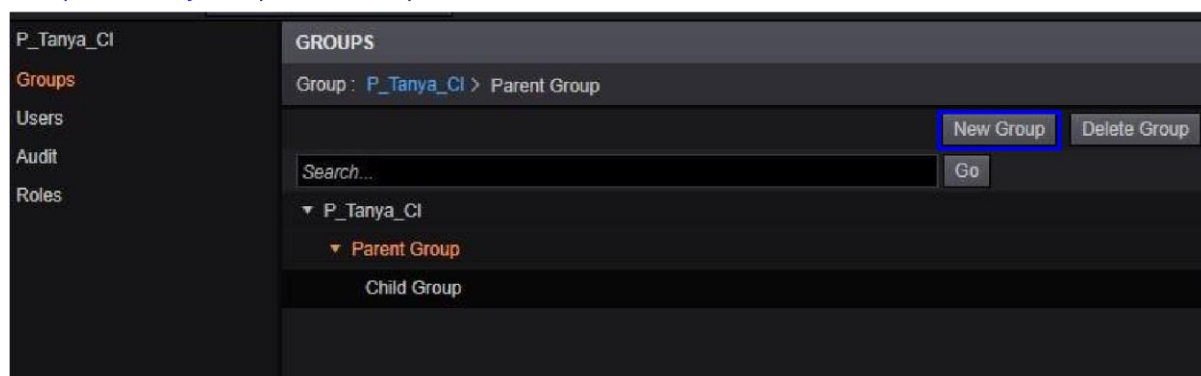 P_Tanya_CI
Groups
Users
Audit
Roles
GROUPS
Group : P_Tanya_CI > Parent Group
New Group Delete Group
Search... Go
▾ P_Tanya_CI
▾ Parent Group
Child Group